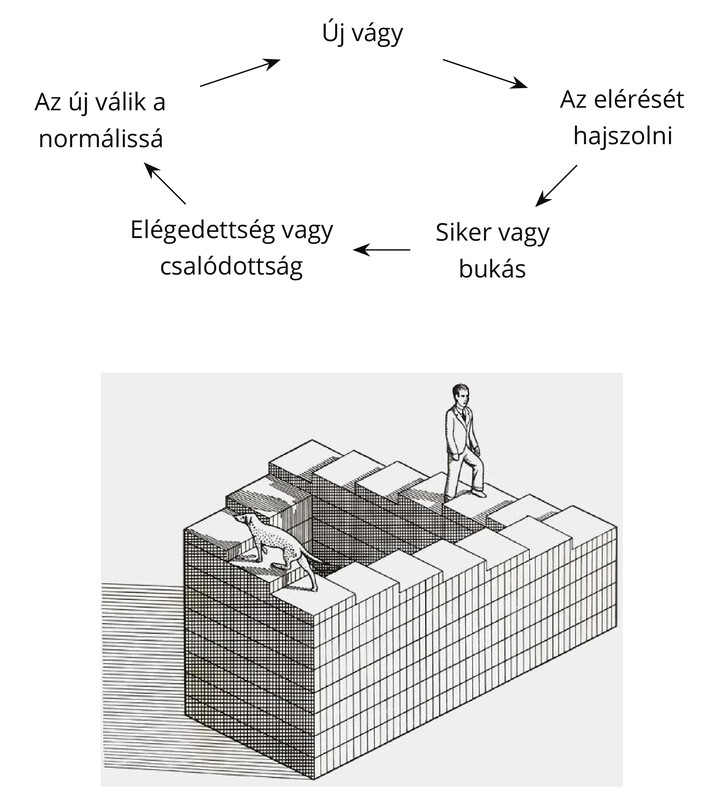 Új vágy
Az elérését
hajszolni
Siker vagy
bukás
Elégedettség vagy
csalódottság
Az új válik a
normálissá